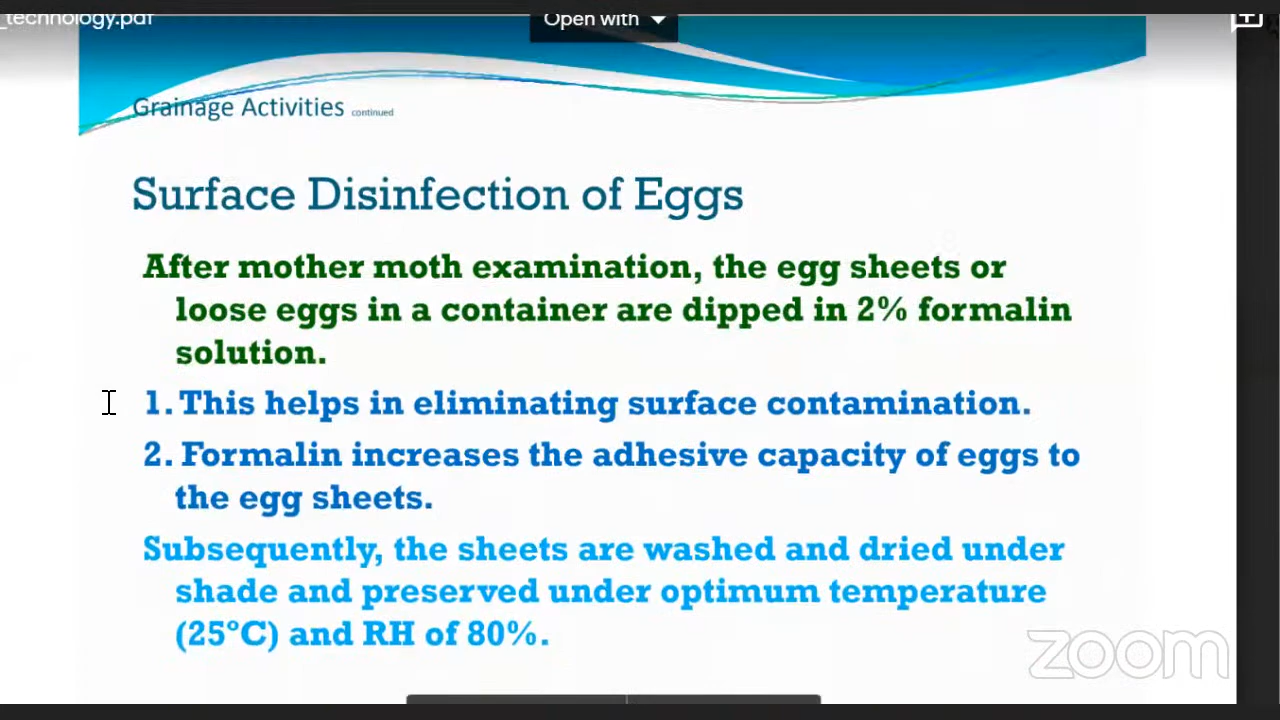 _technology.pdf
Open with
Grainage Activities continued
Surface Disinfection of Eggs
After mother moth examination, the egg sheets or
loose eggs in a container are dipped in 2% formalin
solution.
1. This helps in eliminating surface contamination.
2. Formalin increases the adhesive capacity of eggs to
the egg sheets.
Subsequently, the sheets are washed and dried under
shade and preserved under optimum temperature
(25°C) and RH of 80%.
zoom